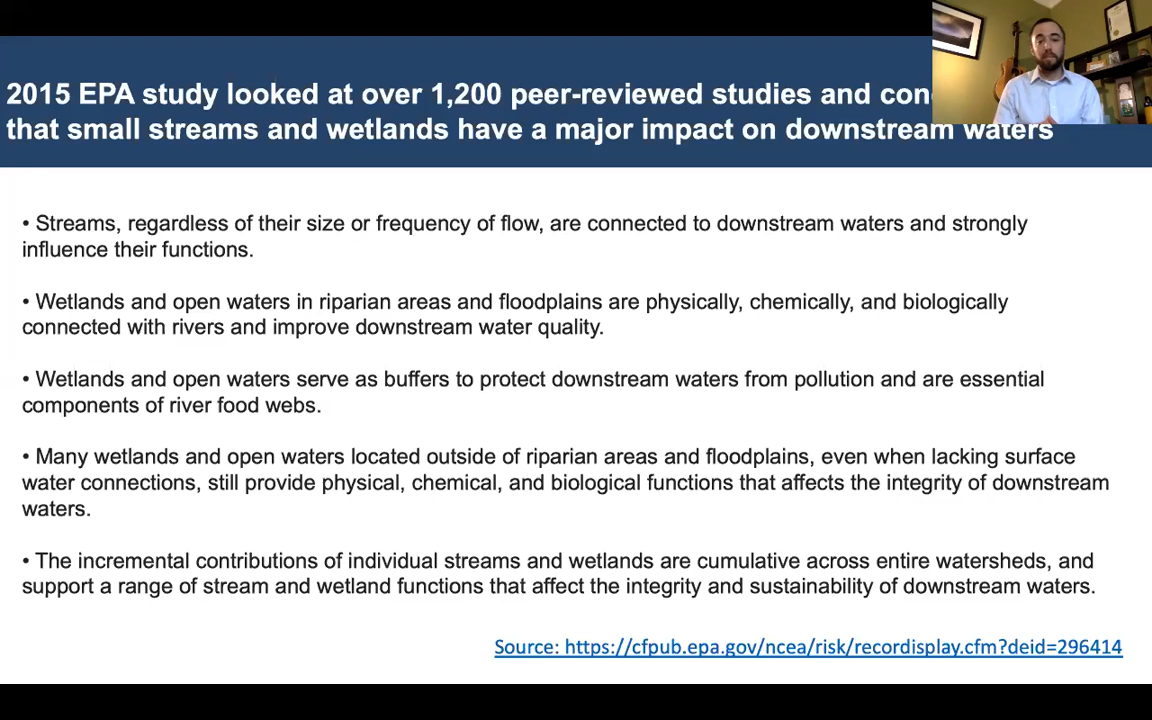 2015 EPA study looked at over 1,200 peer-reviewed studies and
that small streams and wetlands have a major impact on downstream waters
• Streams, regardless of their size or frequency of flow, are connected to downstream waters and strongly
influence their functions.
• Wetlands and open waters in riparian areas and floodplains are physically, chemically, and biologically
connected with rivers and improve downstream water quality.
• Wetlands and open waters serve as buffers to protect downstream waters from pollution and are essential
components of river food webs.
• Many wetlands and open waters located outside of riparian areas and floodplains, even when lacking surface
water connections, still provide physical, chemical, and biological functions that affects the integrity of downstream
waters.
• The incremental contributions of individual streams and wetlands are cumulative across entire watersheds, and
support a range of stream and wetland functions that affect the integrity and sustainability of downstream waters.
Source: https://cfpub.epa.gov/ncea/risk/recordisplay.cfm?deid=296414